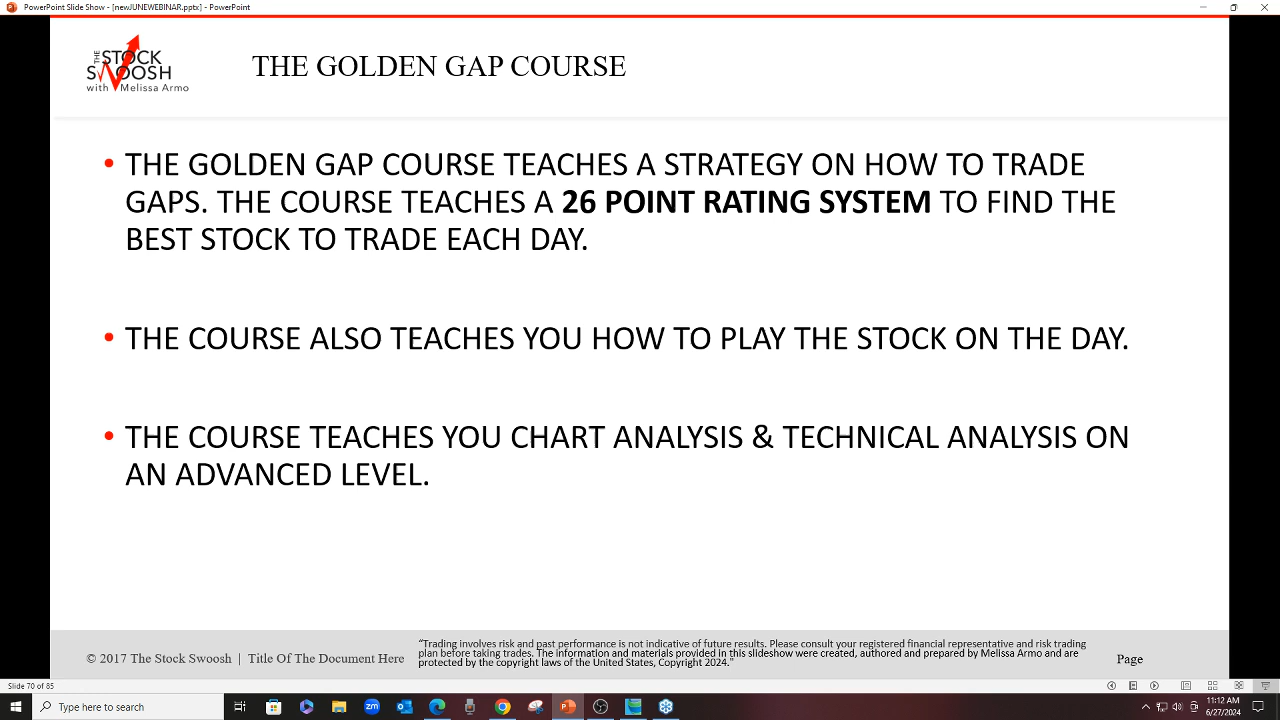 PowerPoint Slide Show - [newJUNEWEBINAR.pptx] - PowerPoint
THE
STOCK
SWOOSH
with Melissa Armo
THE GOLDEN GAP COURSE
• THE GOLDEN GAP COURSE TEACHES A STRATEGY ON HOW TO TRADE
GAPS. THE COURSE TEACHES A 26 POINT RATING SYSTEM TO FIND THE
BEST STOCK TO TRADE EACH DAY.
• THE COURSE ALSO TEACHES YOU HOW TO PLAY THE STOCK ON THE DAY.
• THE COURSE TEACHES YOU CHART ANALYSIS & TECHNICAL ANALYSIS ON
AN ADVANCED LEVEL.
© 2017 The Stock Swoosh | Title Of The Document Here
“Trading involves risk and past performance is not indicative of future results. Please consult your registered financial representative and risk trading
plan before taking trades. The information and materials provided in this slideshow were created, authored and prepared by Melissa Armo and are
protected by the copyright laws of the United States, Copyright 2024.”
Page
Slide 70 of 85
Type here to search
zm
11:12 AM
6/27/2024